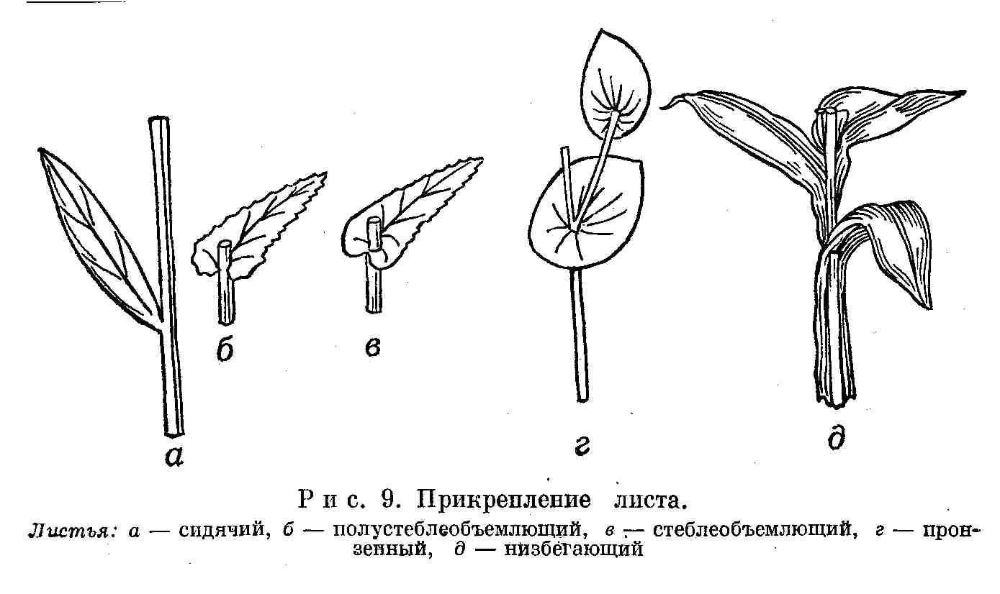 а
б
в
г
д
Рис. 9. Прикрепление листа.
Листья: а — сидячий, б — полустеблеобъемлющий, в — стеблеобъемлющий, г — прон-
зенный, д — низбегающий